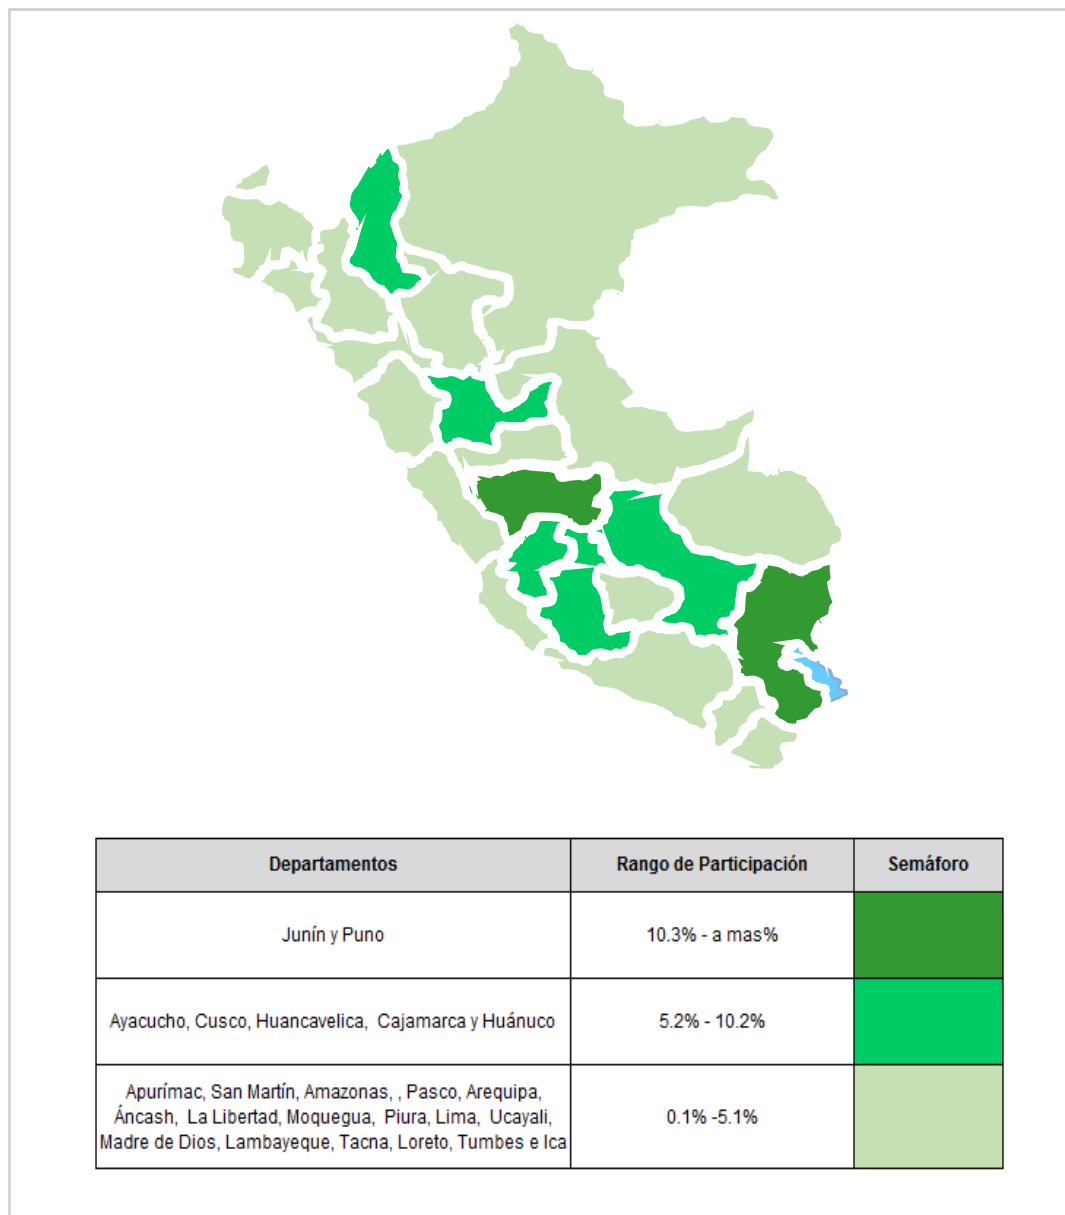 Departamentos Rango de Participación Semáforo
Junín y Puno 10.3% - a mas%
Ayacucho, Cusco, Huancavelica, Cajamarca y Huánuco 5.2% - 10.2%
Apurímac, San Martín, Amazonas, , Pasco, Arequipa,
Áncash, La Libertad, Moquegua, Piura, Lima, Ucayali,
Madre de Dios, Lambayeque, Tacna, Loreto, Tumbes e Ica
0.1% -5.1%